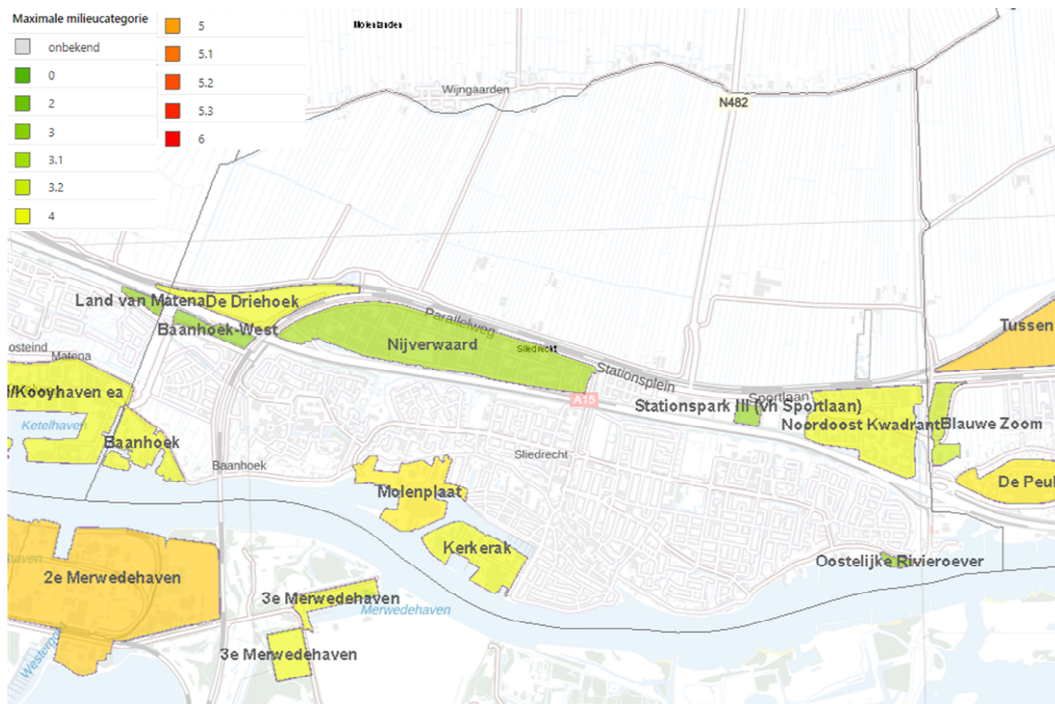 Maximale milieucategorie
onbekend
0
2
3
3.1
3.2
4
5
5.1
5.2
5.3
6
Molenlanden
Wijngaarden
N482
Land van Matena
De Driehoek
Baanhoek-West
Parallelweg
Nijverwaard
Sliedrecht
Stationsplein
Tussen
Matena
A15
Sportlaan
Stationspark III (vh Sportlaan)
Noordoost Kwadrant
Blauwe Zoom
/Kooyhaven ea
Ketelhaven
Baanhoek
Baanhoek
Sliedrecht
De Peul
Molenplaat
Kerkerak
Oostelijke Rivieroever
2e Merwedehaven
3e Merwedehaven
Merwedehaven
3e Merwedehaven